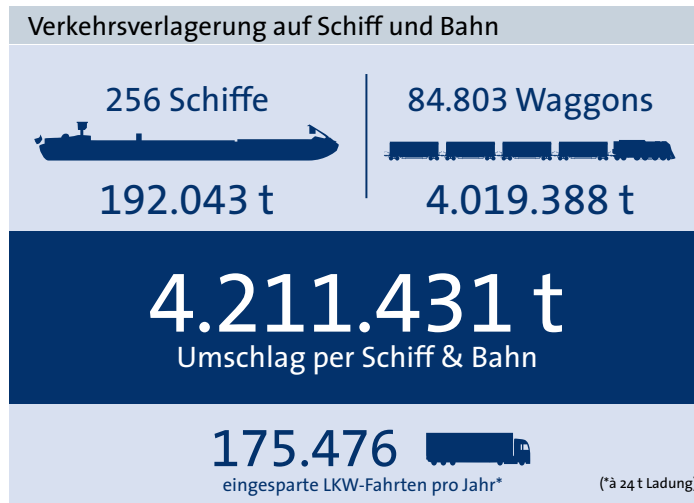 Verkehrsverlagerung auf Schiff und Bahn
256 Schiffe
192.043 t
84.803 Waggons
4.019.388 t
4.211.431 t
Umschlag per Schiff & Bahn
175.476
eingesparte LKW-Fahrten pro Jahr*
(*à 24 t Ladung